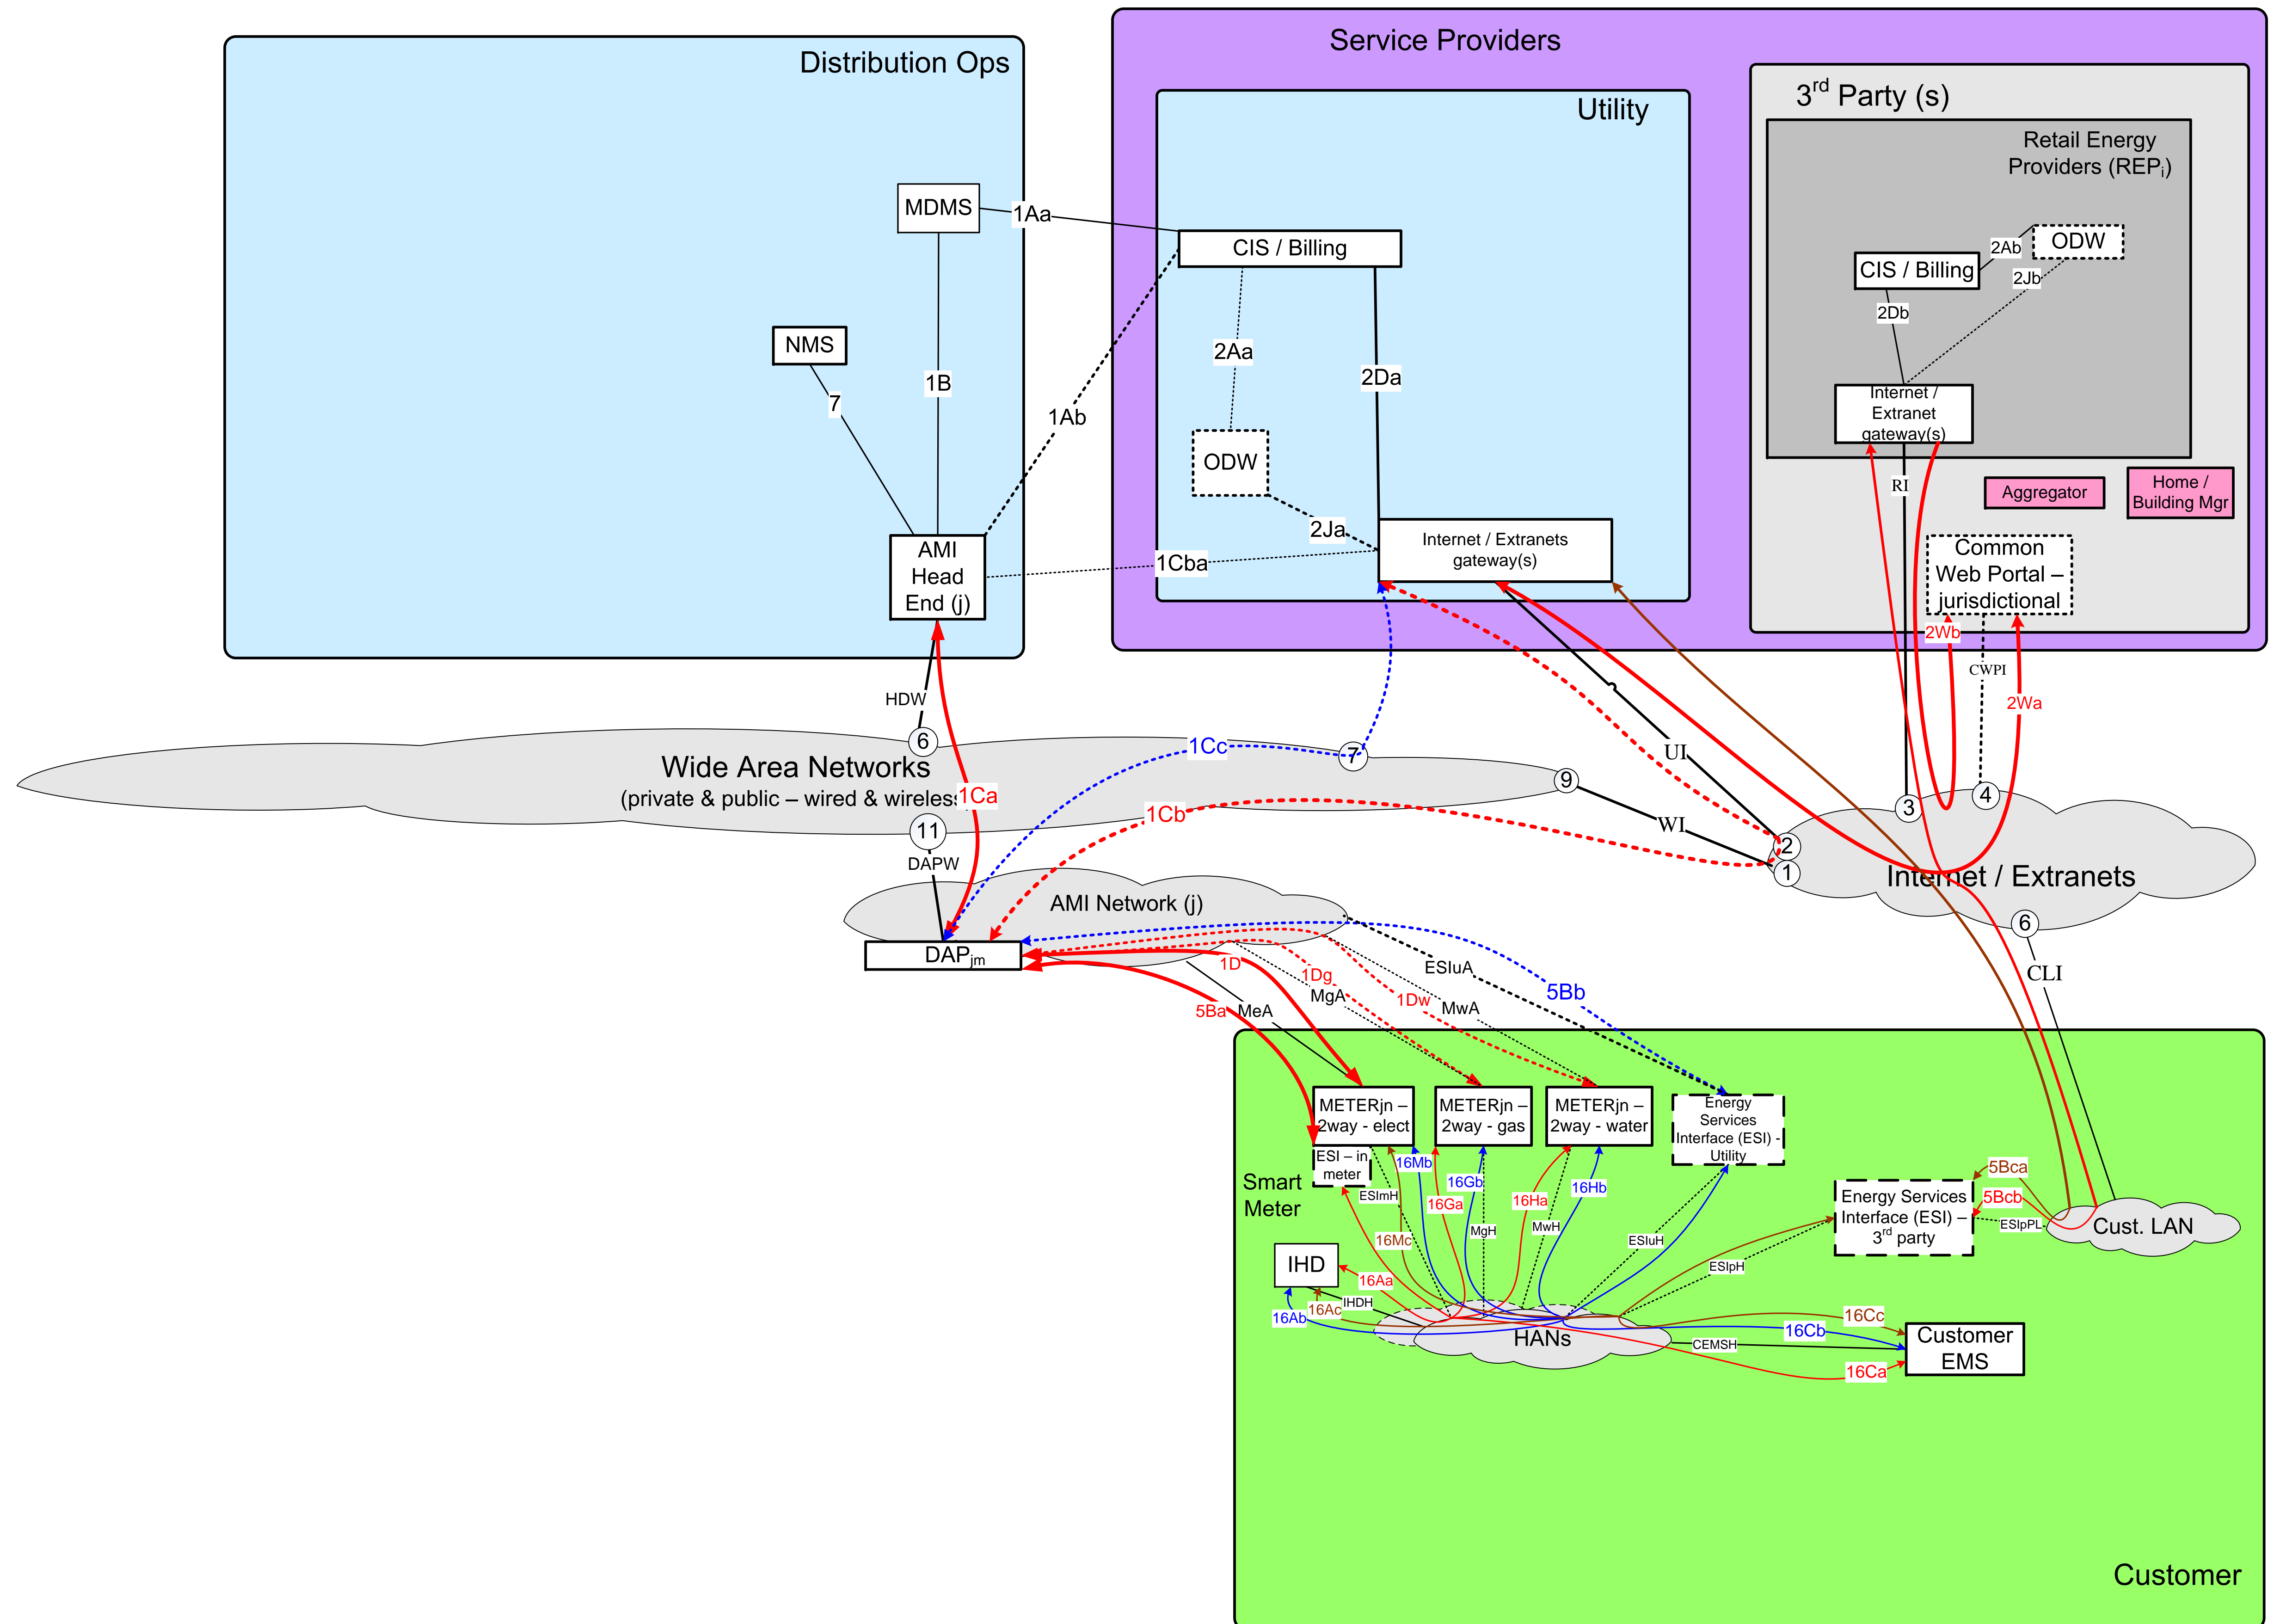 Service Providers
Distribution Ops
Utility
3rd Party (s)
Retail Energy
Providers (REPi)
MDMS
1Aa
CIS / Billing
ODW
2Ab
CIS / Billing
2Jb
2Db
NMS
7
1B
1Ab
2Aa
2Da
ODW
2Ja
Internet /
Extranet
gateway(s)
RI
Aggregator
Home /
Building Mgr
AMI
Head
End (j)
1Cba
Internet / Extranets
gateway(s)
Common
Web Portal –
jurisdictional
2Wb
CWPI
2Wa
HDW
6
1Cc
7
UI
Wide Area Networks
(private & public – wired & wireless
1Ca
9
3
4
1Cb
WI
11
DAPW
2
1
Internet / Extranets
AMI Network (j)
6
DAPjm
1D
1Dg
MgA
1Dw
MwA
ESIuA
5Bb
CLI
5Ba
MeA
METERjn –
2way - elect
METERjn –
2way - gas
METERjn –
2way - water
Energy
Services
Interface (ESI) -
Utility
ESI – in
meter
16Mb
Smart
Meter
ESImH
16Ga
16Gb
16Ha
16Hb
5Bca
5Bcb
Energy Services
Interface (ESI) –
3rd party
ESIpPL
Cust. LAN
16Mc
MgH
MwH
ESIuH
IHD
16Aa
ESIpH
IHDH
16Ac
16Ab
HANs
16Cc
16Cb
CEMSH
16Ca
Customer
EMS
Customer